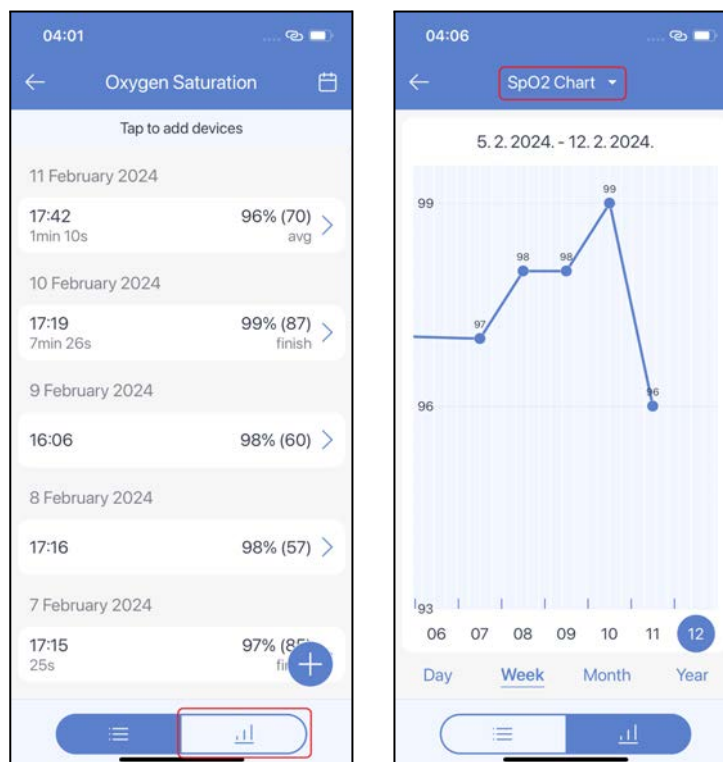 04:01
Oxygen Saturation
Tap to add devices
11 February 2024
17:42 96% (70)
1min 10s avg
10 February 2024
17:19 99% (87)
7min 26s finish
9 February 2024
16:06 98% (60)
8 February 2024
17:16 98% (57)
7 February 2024
17:15 97%
25s
04:06
SpO2 Chart
5. 2. 2024. - 12. 2. 2024.
99
99
98 98
97
96
96
93
06 07 08 09 10 11 12
Day Week Month Year